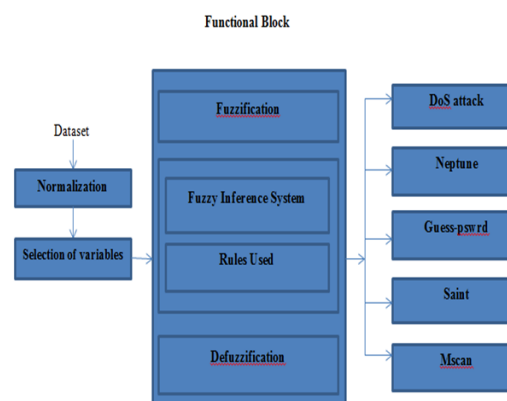 Functional Block
Dataset
Normalization
Selection of variables
Fuzzification
Fuzzy Inference System
Rules Used
Defuzzification
DoS attack
Neptune
Guess-pswrd
Saint
Mscan